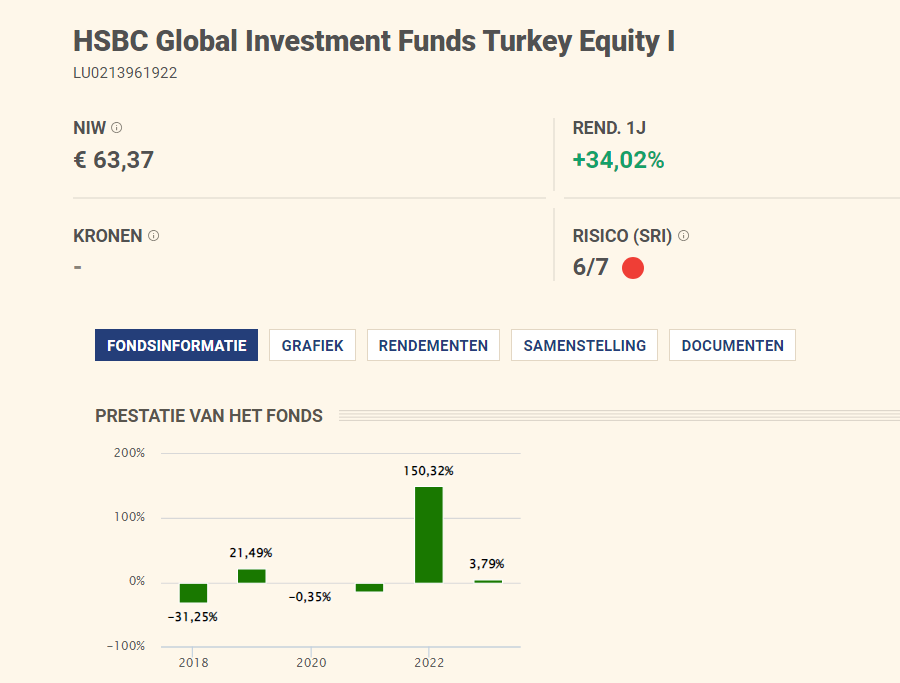 HSBC Global Investment Funds Turkey Equity I
LU0213961922
NIW
€ 63,37
REND. 1J
+34,02%
KRONEN
-
RISICO (SRI)
6/7
FONDSINFORMATIE
GRAFIEK
RENDEMENTEN
SAMENSTELLING
DOCUMENTEN
PRESTATIE VAN HET FONDS
200%
100%
0%
−100%
−31,25%
21,49%
−0,35%
150,32%
3,79%
2018
2020
2022